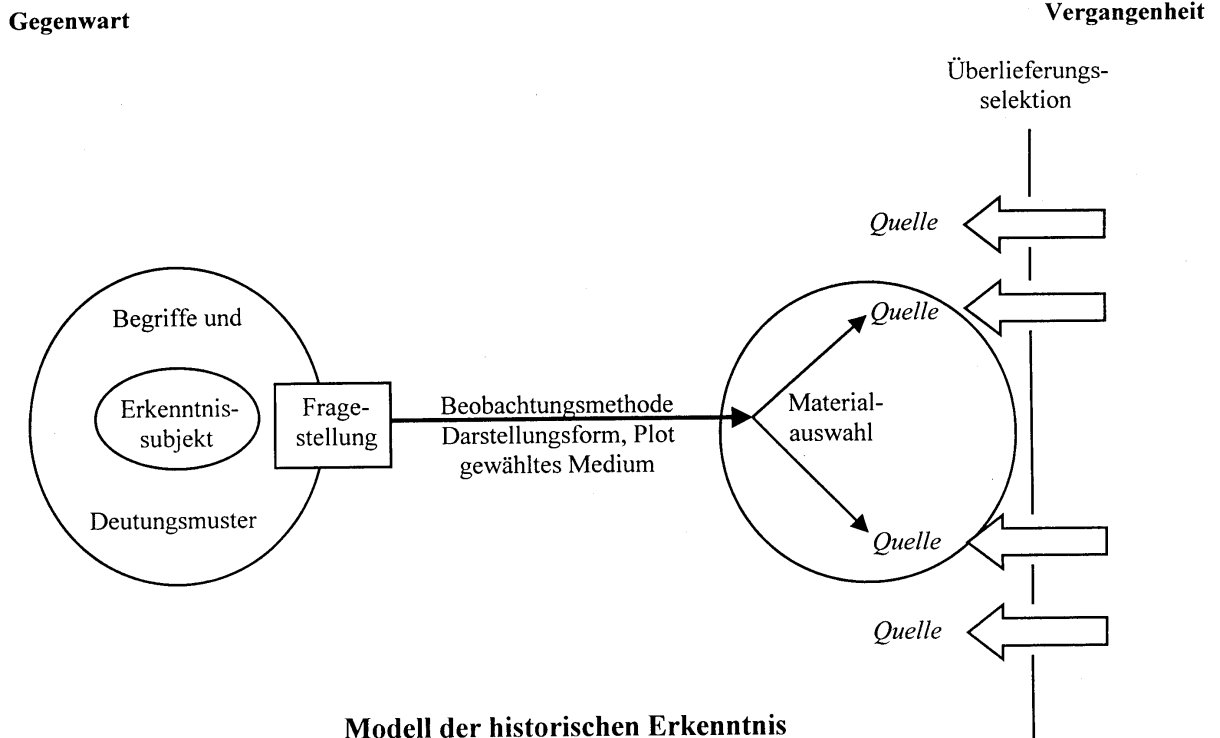 Gegenwart
Vergangenheit
Überlieferungs-
selektion
Quelle
Quelle
Begriffe und
Erkenntnis-
subjekt
Deutungsmuster
Frage-
stellung
Beobachtungsmethode
Darstellungsform, Plot
gewähltes Medium
Material-
auswahl
Quelle
Quelle
Modell der historischen Erkenntnis